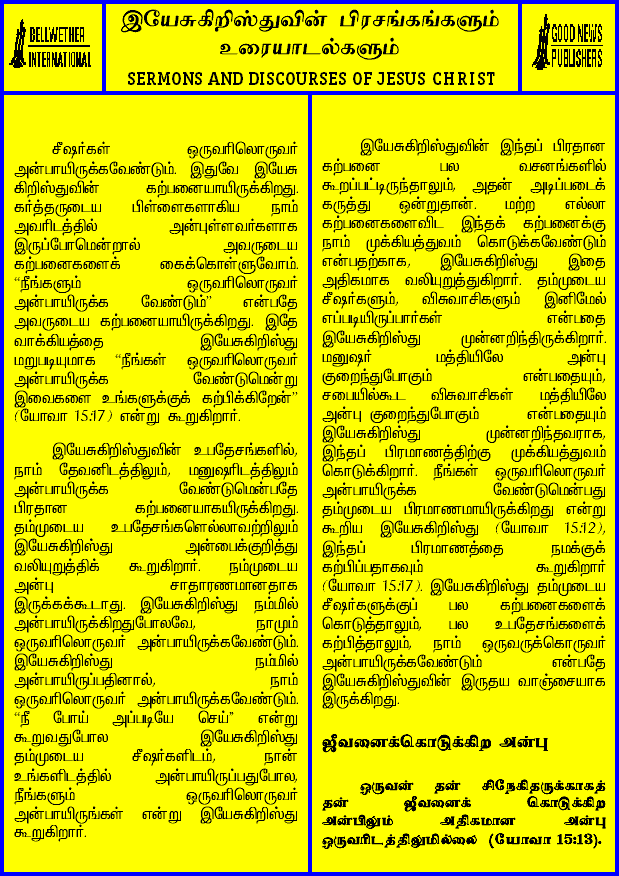 BELLWETHER
INTERNATIONAL
இயேசுகிறிஸ்துவின் பிரசங்கங்களும்
உரையாடல்களும்
SERMONS AND DISCOURSES OF JESUS CHRIST
GOOD NEWS
PUBLISHERS
சீஷர்கள் ஒருவரிலொருவர்
அன்பாயிருக்கவேண்டும். இதுவே இயேசு
கிறிஸ்துவின் கற்பனையாயிருக்கிறது.
கர்த்தருடைய பிள்ளைகளாகிய நாம்
அவரிடத்தில் அன்புள்ளவர்களாக
இருப்போமென்றால் அவருடைய
கற்பனைகளைக் கைக்கொள்ளுவோம்.
“நீங்களும் ஒருவரிலொருவர்
அன்பாயிருக்க வேண்டும்” என்பதே
அவருடைய கற்பனையாயிருக்கிறது. இதே
வாக்கியத்தை இயேசுகிறிஸ்து
மறுபடியுமாக “நீங்கள் ஒருவரிலொருவர்
அன்பாயிருக்க வேண்டுமென்று
இவைகளை உங்களுக்குக் கற்பிக்கிறேன்”
(யோவா 15:17) என்று கூறுகிறார்.
இயேசுகிறிஸ்துவின் உபதேசங்களில்,
நாம் தேவனிடத்திலும், மனுஷரிடத்திலும்
அன்பாயிருக்க வேண்டுமென்பதே
பிரதான கற்பனையாகயிருக்கிறது.
தம்முடைய உபதேசங்களெல்லாவற்றிலும்
இயேசுகிறிஸ்து அன்பைக்குறித்து
வலியுறுத்திக் கூறுகிறார். நம்முடைய
அன்பு சாதாரணமானதாக
இருக்கக்கூடாது. இயேசுகிறிஸ்து நம்மில்
அன்பாயிருக்கிறதுபோலவே, நாமும்
ஒருவரிலொருவர் அன்பாயிருக்கவேண்டும்.
இயேசுகிறிஸ்து நம்மில்
அன்பாயிருப்பதினால், நாம்
ஒருவரிலொருவர் அன்பாயிருக்கவேண்டும்.
“நீ போய் அப்படியே செய்” என்று
கூறுவதுபோல இயேசுகிறிஸ்து
தம்முடைய சீஷர்களிடம், நான்
உங்களிடத்தில் அன்பாயிருப்பதுபோல,
நீங்களும் ஒருவரிலொருவர்
அன்பாயிருங்கள் என்று இயேசுகிறிஸ்து
கூறுகிறார்.
இயேசுகிறிஸ்துவின் இந்தப் பிரதான
கற்பனை பல வசனங்களில்
கூறப்பட்டிருந்தாலும், அதன் அடிப்படைக்
கருத்து ஒன்றுதான். மற்ற எல்லா
கற்பனைகளைவிட இந்தக் கற்பனைக்கு
நாம் முக்கியத்துவம் கொடுக்கவேண்டும்
என்பதற்காக, இயேசுகிறிஸ்து இதை
அதிகமாக வலியுறுத்துகிறார். தம்முடைய
சீஷர்களும், விசுவாசிகளும் இனிமேல்
எப்படியிருப்பார்கள் என்பதை
இயேசுகிறிஸ்து முன்னறிந்திருக்கிறார்.
மனுஷர் மத்தியிலே அன்பு
குறைந்துபோகும் என்பதையும்,
சபையில்கூட விசுவாசிகள் மத்தியிலே
அன்பு குறைந்துபோகும் என்பதையும்
இயேசுகிறிஸ்து முன்னறிந்தவராக,
இந்தப் பிரமாணத்திற்கு முக்கியத்துவம்
கொடுக்கிறார். நீங்கள் ஒருவரிலொருவர்
அன்பாயிருக்க வேண்டுமென்பது
தம்முடைய பிரமாணமாயிருக்கிறது என்று
கூறிய இயேசுகிறிஸ்து (யோவா 15:12),
இந்தப் பிரமாணத்தை நமக்குக்
கற்பிப்பதாகவும் கூறுகிறார்
(யோவா 15:17). இயேசுகிறிஸ்து தம்முடைய
சீஷர்களுக்குப் பல கற்பனைகளைக்
கொடுத்தாலும், பல உபதேசங்களைக்
கற்பித்தாலும், நாம் ஒருவருக்கொருவர்
அன்பாயிருக்கவேண்டும் என்பதே
இயேசுகிறிஸ்துவின் இருதய வாஞ்சையாக
இருக்கிறது.
ஜீவனைக்கொடுக்கிற அன்பு
ஒருவன் தன் சிநேகிதருக்காகத்
தன் ஜீவனைக் கொடுக்கிற
அன்பிலும் அதிகமான அன்பு
ஒருவரிடத்திலுமில்லை (யோவா 15:13).